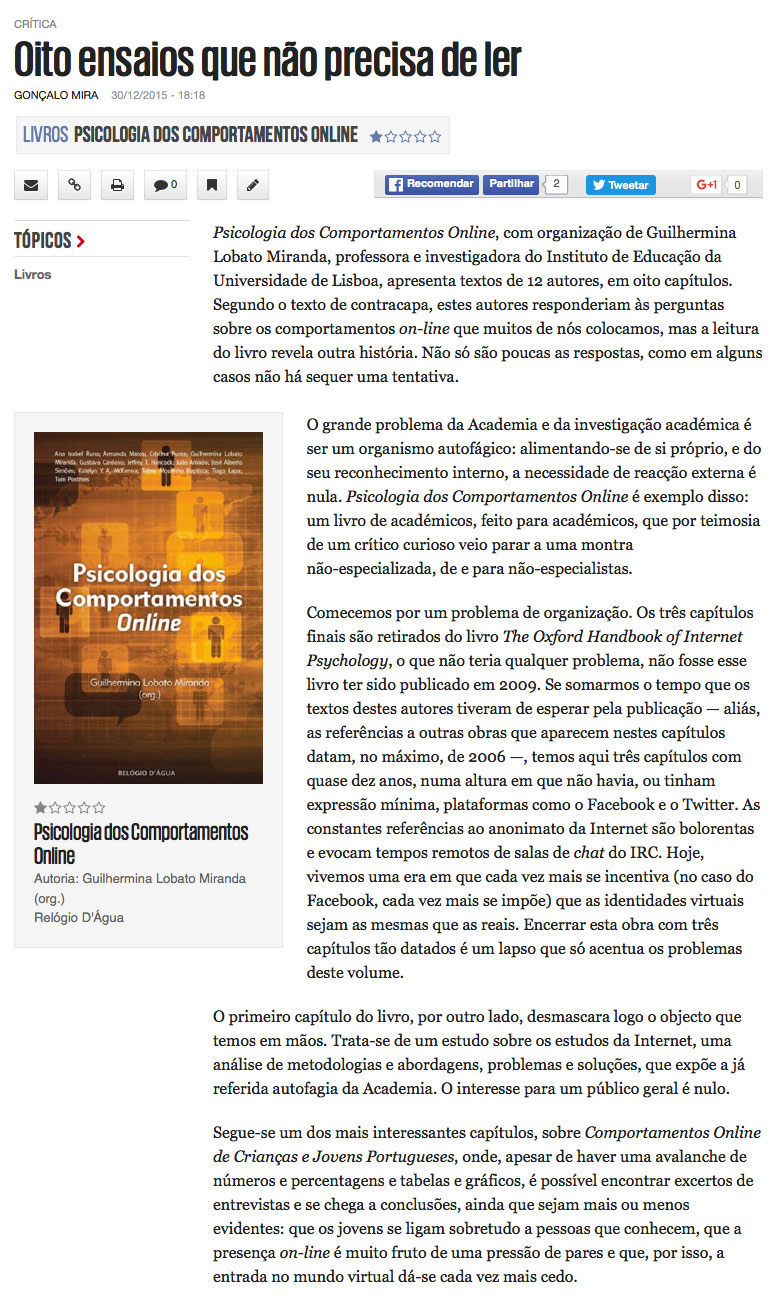 CRÍTICA
Oito ensaios que não precisa de ler
GONÇALO MIRA 30/12/2015 - 18:18
LIVROS PSICOLOGIA DOS COMPORTAMENTOS ONLINE
0
Recomendar Partilhar 2 Tweetar G+1 0
TÓPICOS
Livros
Psicologia dos Comportamentos Online, com organização de Guilhermina
Lobato Miranda, professora e investigadora do Instituto de Educação da
Universidade de Lisboa, apresenta textos de 12 autores, em oito capítulos.
Segundo o texto de contracapa, estes autores responderiam às perguntas
sobre os comportamentos on-line que muitos de nós colocamos, mas a leitura
do livro revela outra história. Não só são poucas as respostas, como em alguns
casos não há sequer uma tentativa.
Ana Isabel Runa; Armanda Matos; Cristina Ponte; Guilhermina Lobato
Miranda; Gustavo Cardoso; Jeffrey T. Hancock; João Amado; José Alberto
Simões; Katelyn Y. A. McKenna; Telmo Mourinho Baptista; Tiago Lapa;
Tom Postmes
Psicologia dos
Comportamentos
Online
Guilhermina Lobato Miranda
(org.)
RELÓGIO D'ÁGUA
Psicologia dos Comportamentos
Online
Autoria: Guilhermina Lobato Miranda
(org.)
Relógio D'Água
O grande problema da Academia e da investigação académica é
ser um organismo autofágico: alimentando-se de si próprio, e do
seu reconhecimento interno, a necessidade de reacção externa é
nula. Psicologia dos Comportamentos Online é exemplo disso:
um livro de académicos, feito para académicos, que por teimosia
de um crítico curioso veio parar a uma montra
não-especializada, de e para não-especialistas.
Comecemos por um problema de organização. Os três capítulos
finais são retirados do livro The Oxford Handbook of Internet
Psychology, o que não teria qualquer problema, não fosse esse
livro ter sido publicado em 2009. Se somarmos o tempo que os
textos destes autores tiveram de esperar pela publicação — aliás,
as referências a outras obras que aparecem nestes capítulos
datam, no máximo, de 2006 —, temos aqui três capítulos com
quase dez anos, numa altura em que não havia, ou tinham
expressão mínima, plataformas como o Facebook e o Twitter. As
constantes referências ao anonimato da Internet são bolorentas
e evocam tempos remotos de salas de chat do IRC. Hoje,
vivemos uma era em que cada vez mais se incentiva (no caso do
Facebook, cada vez mais se impõe) que as identidades virtuais
sejam as mesmas que as reais. Encerrar esta obra com três
capítulos tão datados é um lapso que só acentua os problemas
deste volume.
O primeiro capítulo do livro, por outro lado, desmascara logo o objecto que
temos em mãos. Trata-se de um estudo sobre os estudos da Internet, uma
análise de metodologias e abordagens, problemas e soluções, que expõe a já
referida autofagia da Academia. O interesse para um público geral é nulo.
Segue-se um dos mais interessantes capítulos, sobre Comportamentos Online
de Crianças e Jovens Portugueses, onde, apesar de haver uma avalanche de
números e percentagens e tabelas e gráficos, é possível encontrar excertos de
entrevistas e se chega a conclusões, ainda que sejam mais ou menos
evidentes: que os jovens se ligam sobretudo a pessoas que conhecem, que a
presença on-line é muito fruto de uma pressão de pares e que, por isso, a
entrada no mundo virtual dá-se cada vez mais cedo.